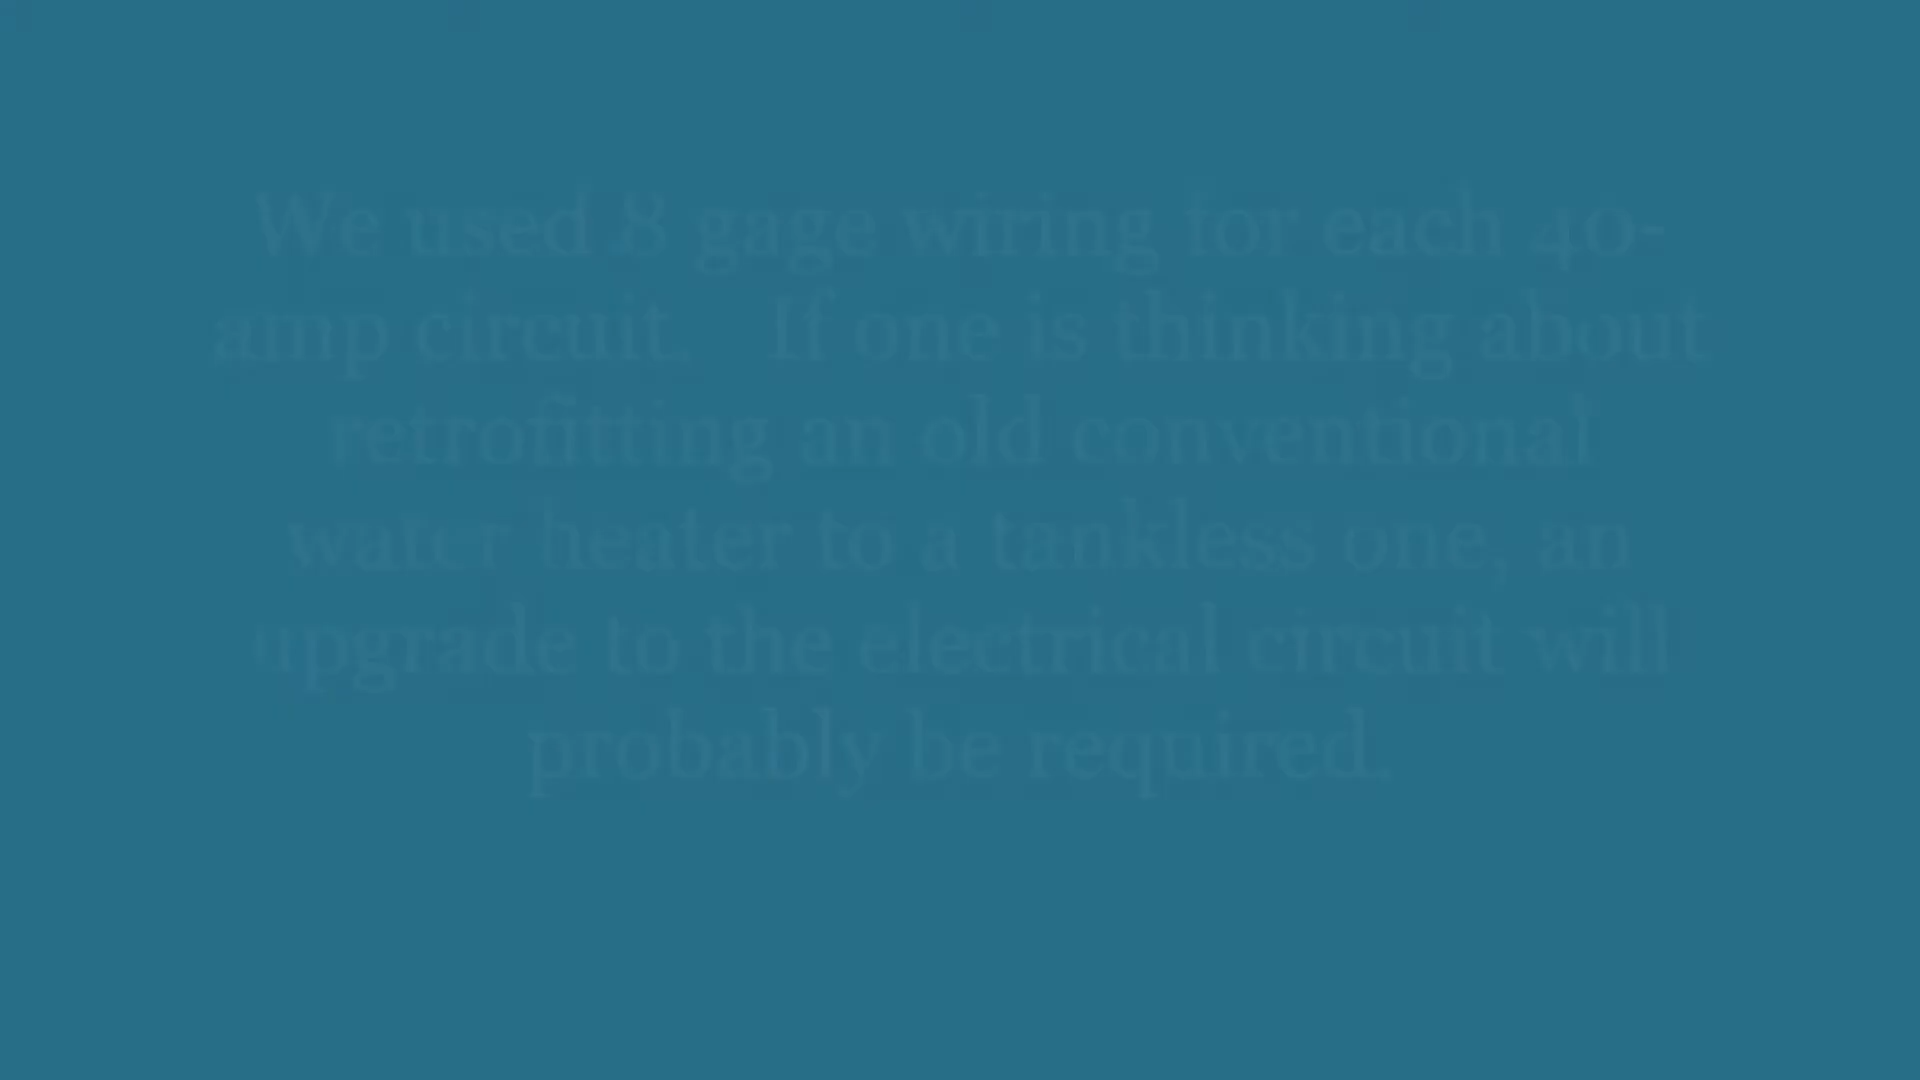 We used 8 gage wiring for each 40-
amp circuit. If one is thinking about
retrofitting an old conventional
water heater to a tankless one, an
upgrade to the electrical circuit will
probably be required.